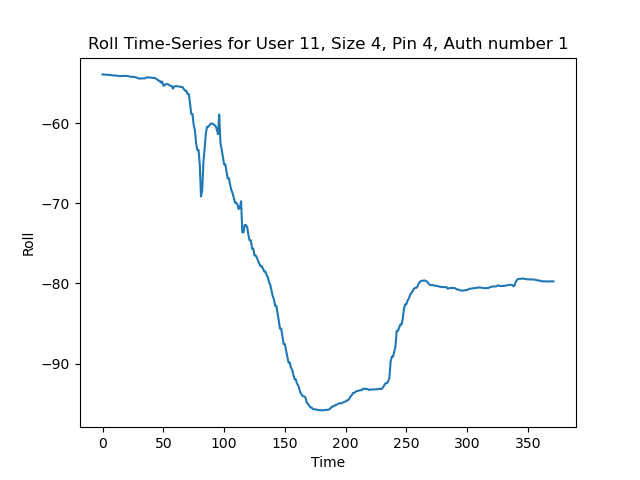 Roll Time-Series for User 11, Size 4, Pin 4, Auth number 1
−60
−70
−80
−90
Roll
0 50 100 150 200 250 300 350
Time